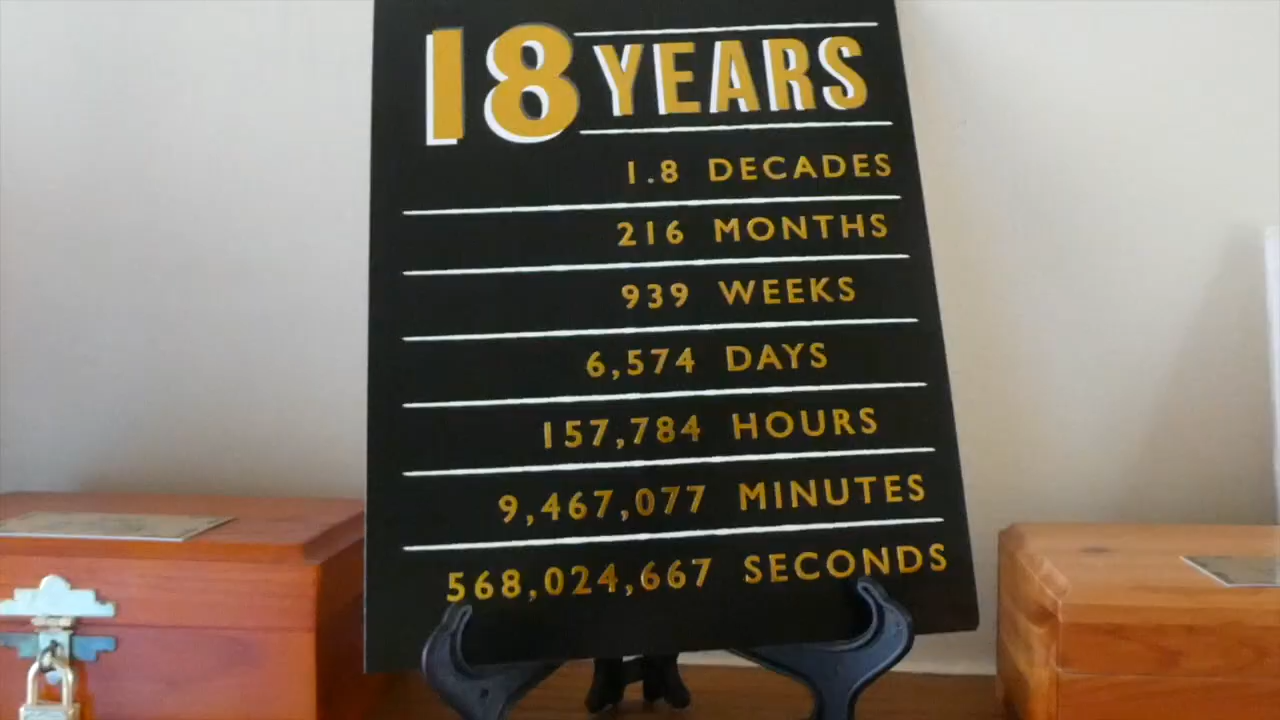 18 YEARS
1.8 DECADES
216 MONTHS
939 WEEKS
6,574 DAYS
157,784 HOURS
9,467,077 MINUTES
568,024,667 SECONDS